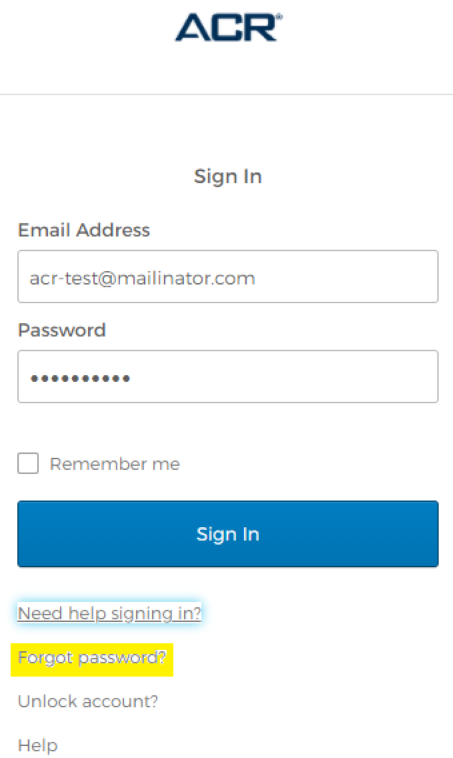 ACR®
Sign In
Email Address
acr-test@mailinator.com
Password
••••••••••
Remember me
Sign In
Need help signing in?
Forgot password?
Unlock account?
Help